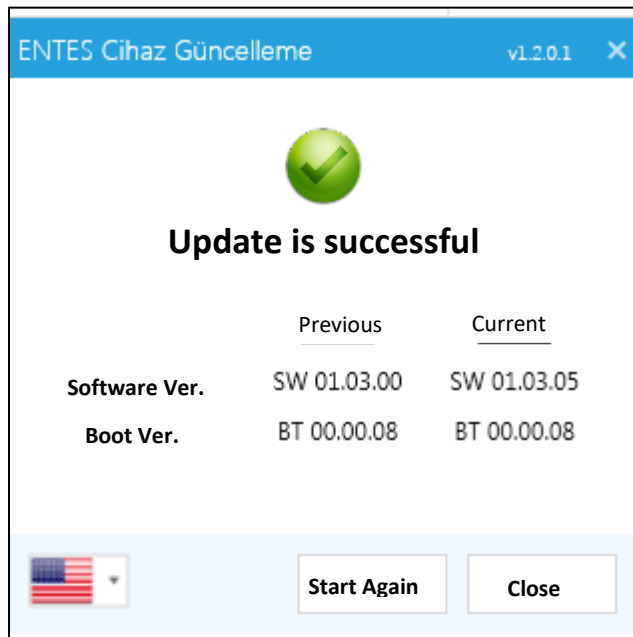 ENTES Cihaz Güncelleme v1.2.0.1 ×
Update is successful
Previous Current
Software Ver. SW 01.03.00 SW 01.03.05
Boot Ver. BT 00.00.08 BT 00.00.08
Start Again Close